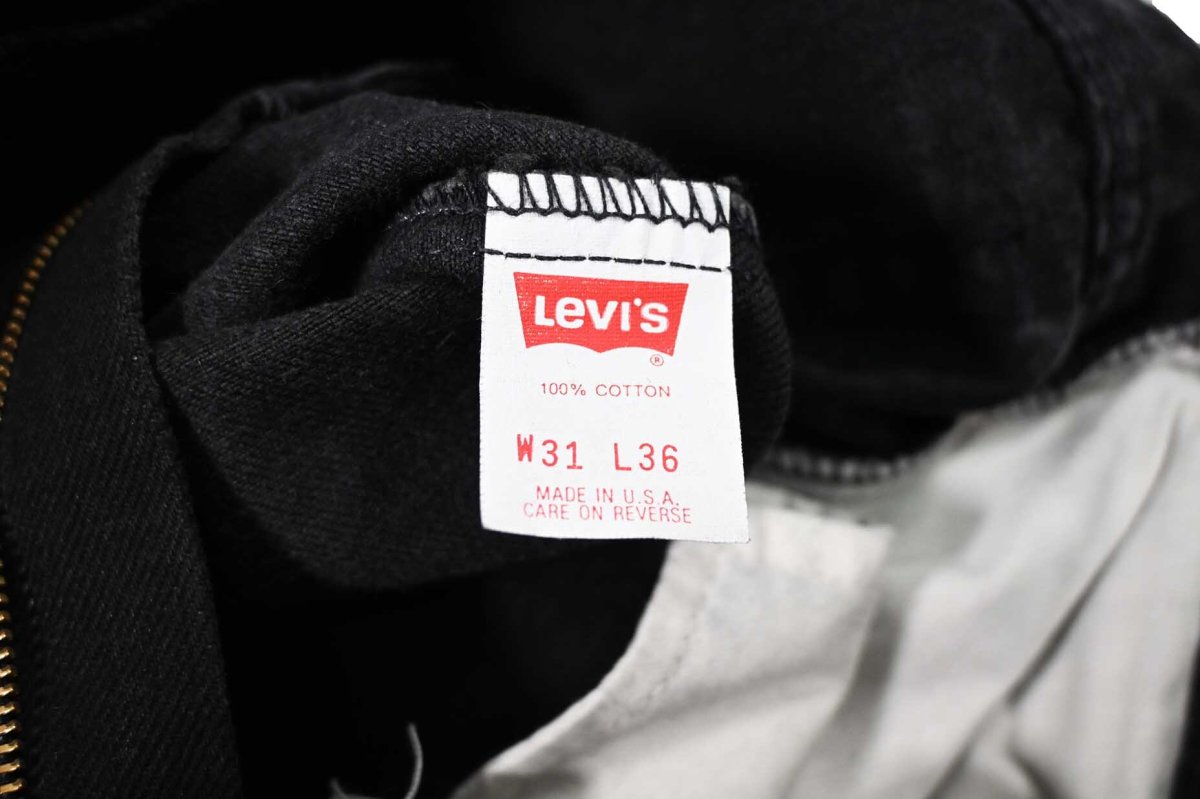 Levi's
®
100% COTTON
W31 L36
MADE IN U.S.A.
CARE ON REVERSE